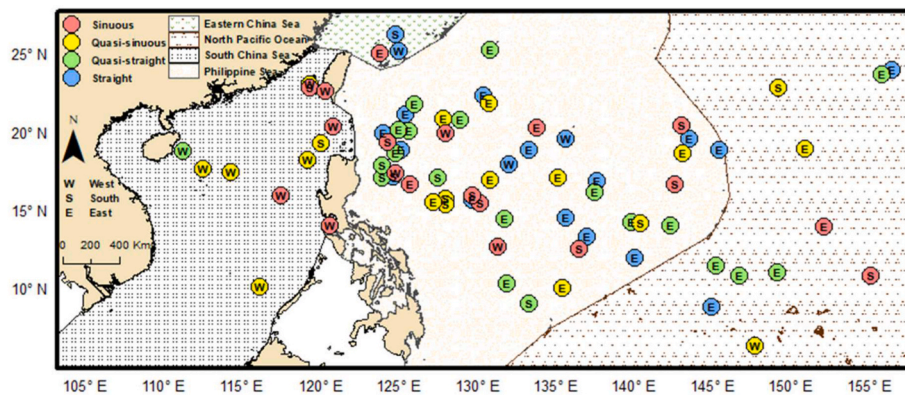 Sinuous
Quasi-sinuous
Quasi-straight
Straight
Eastern China Sea
North Pacific Ocean
South China Sea
Philippine Sea
25° N
20° N
15° N
10° N
N
W West
S South
E East
0 200 400 Km
105° E 110° E 115° E 120° E 125° E 130° E 135° E 140° E 145° E 150° E 155° E